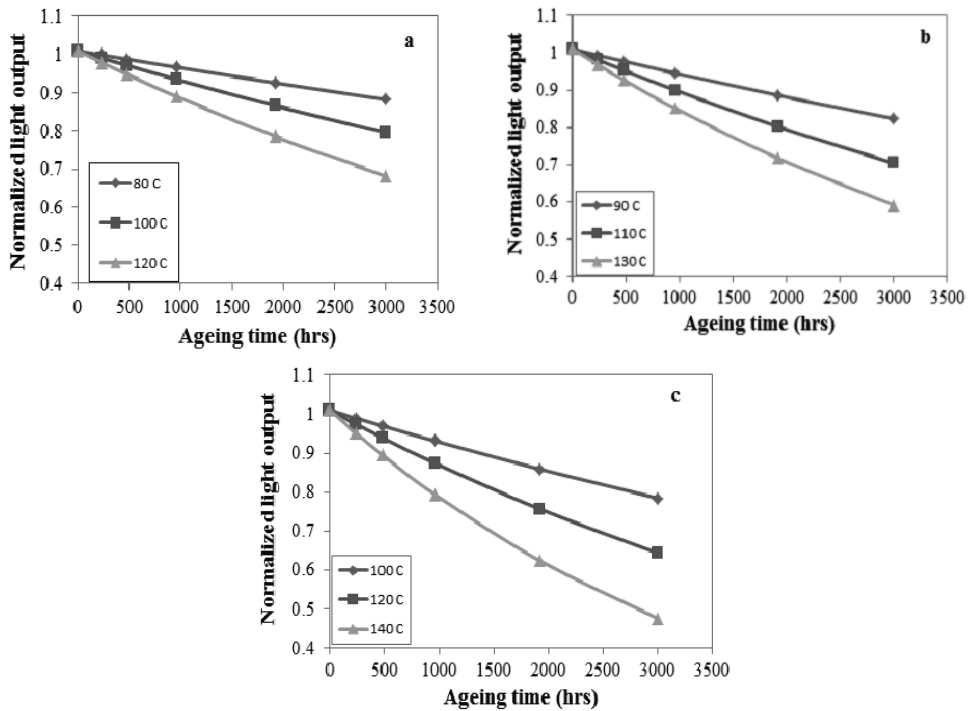 a
1.1
1
0.9
0.8
0.7
0.6
0.5
0.4
Normalized light output
80 C
100 C
120 C
0 500 1000 1500 2000 2500 3000 3500
Ageing time (hrs)
b
1.1
1
0.9
0.8
0.7
0.6
0.5
0.4
Normalized light output
90 C
110 C
130 C
0 500 1000 1500 2000 2500 3000 3500
Ageing time (hrs)
c
1.1
1
0.9
0.8
0.7
0.6
0.5
0.4
Normalized light output
100 C
120 C
140 C
0 500 1000 1500 2000 2500 3000 3500
Ageing time (hrs)